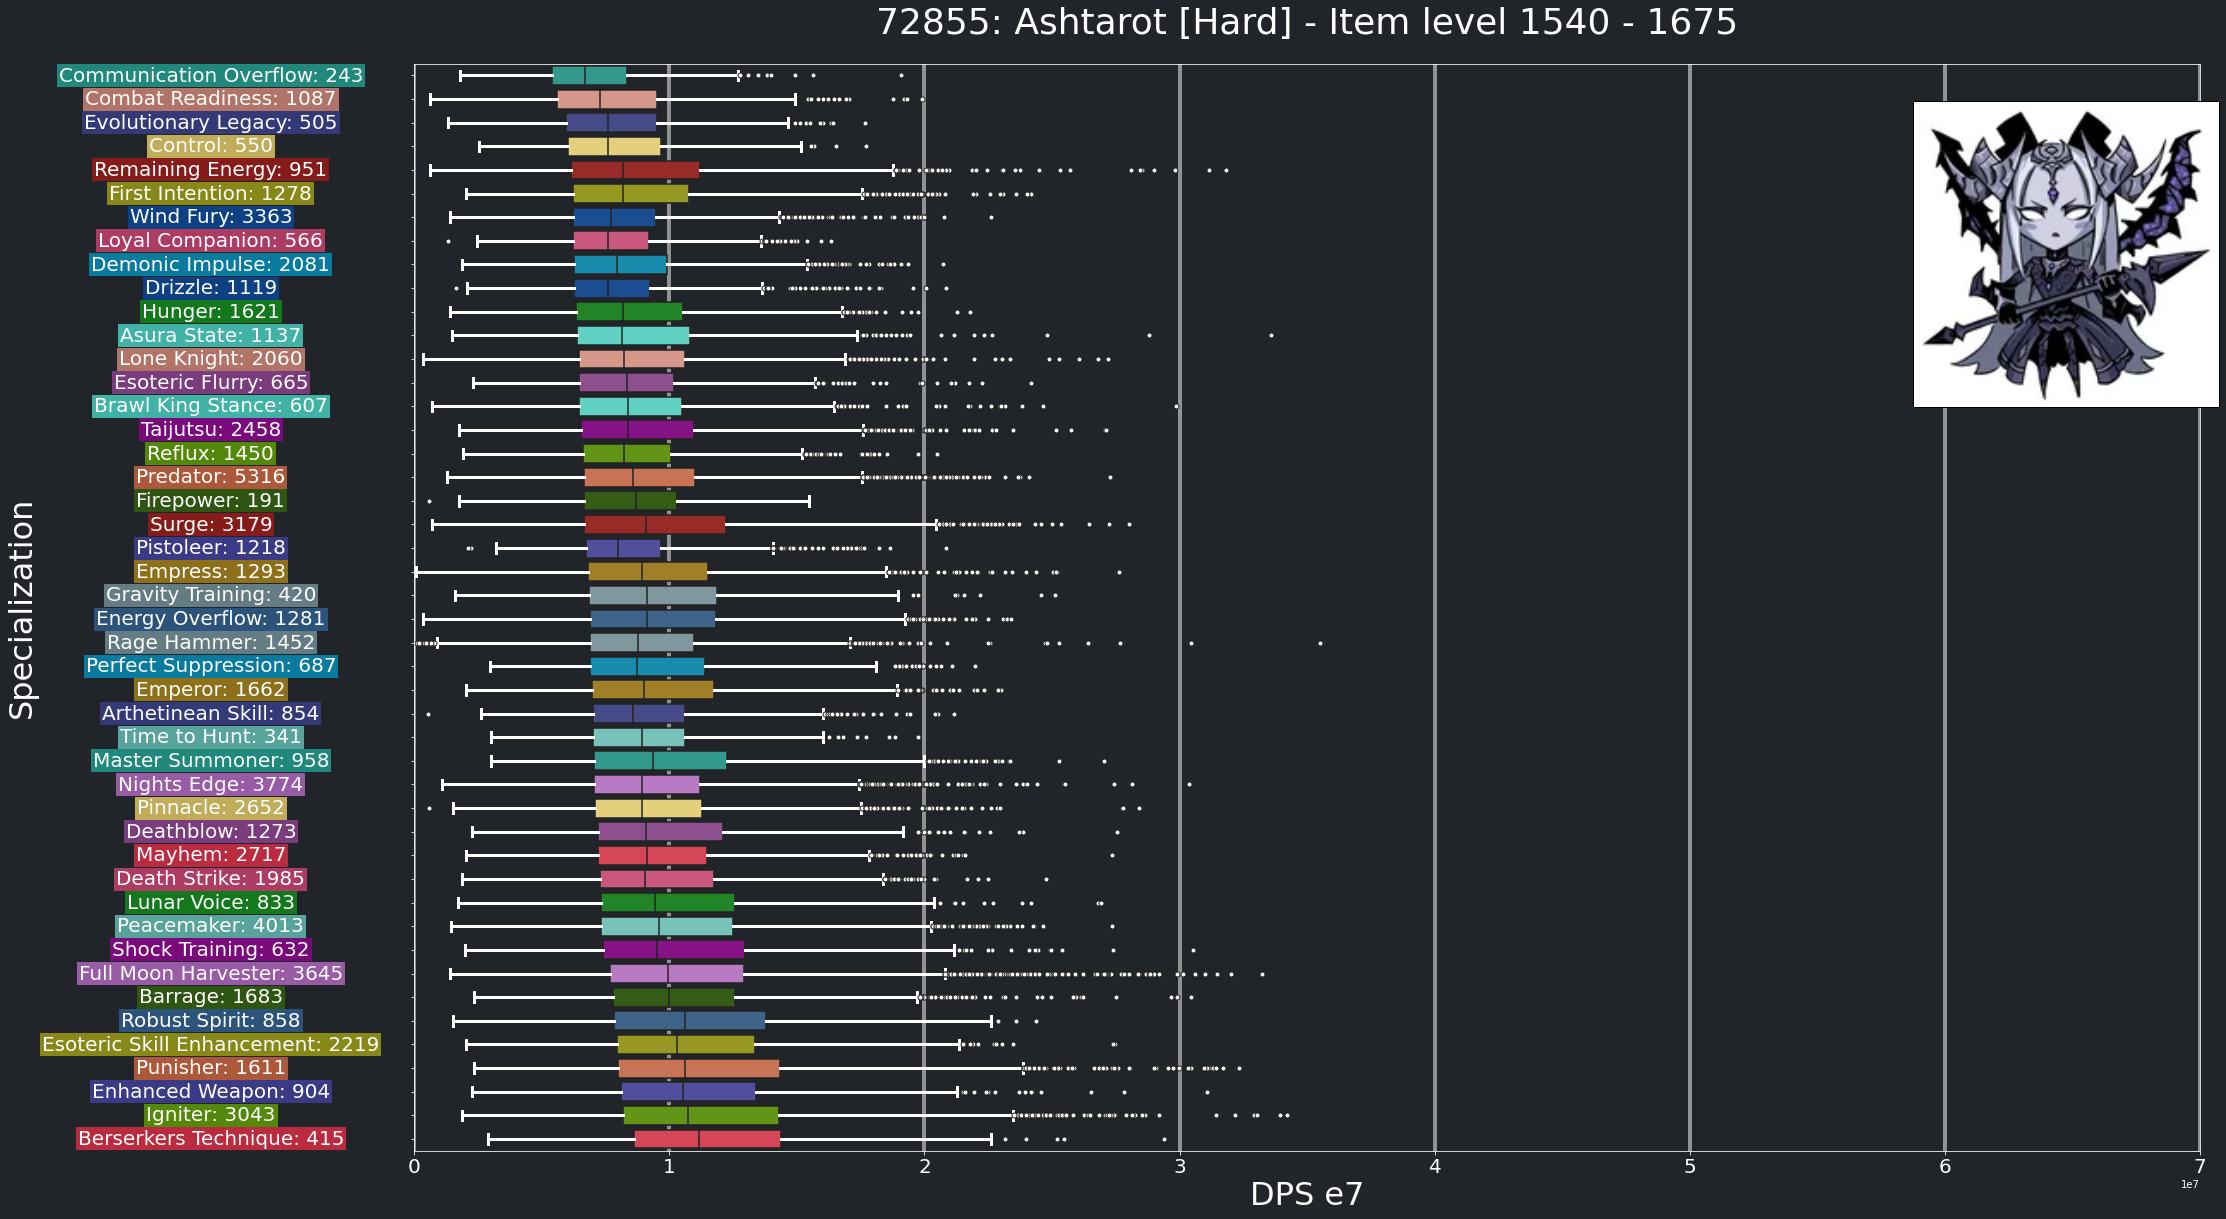 72855: Ashtarot [Hard] - Item level 1540 - 1675
Specialization
Communication Overflow: 243
Combat Readiness: 1087
Evolutionary Legacy: 505
Control: 550
Remaining Energy: 951
First Intention: 1278
Wind Fury: 3363
Loyal Companion: 566
Demonic Impulse: 2081
Drizzle: 1119
Hunger: 1621
Asura State: 1137
Lone Knight: 2060
Esoteric Flurry: 665
Brawl King Stance: 607
Taijutsu: 2458
Reflux: 1450
Predator: 5316
Firepower: 191
Surge: 3179
Pistoleer: 1218
Empress: 1293
Gravity Training: 420
Energy Overflow: 1281
Rage Hammer: 1452
Perfect Suppression: 687
Emperor: 1662
Arthetinean Skill: 854
Time to Hunt: 341
Master Summoner: 958
Nights Edge: 3774
Pinnacle: 2652
Deathblow: 1273
Mayhem: 2717
Death Strike: 1985
Lunar Voice: 833
Peacemaker: 4013
Shock Training: 632
Full Moon Harvester: 3645
Barrage: 1683
Robust Spirit: 858
Esoteric Skill Enhancement: 2219
Punisher: 1611
Enhanced Weapon: 904
Igniter: 3043
Berserkers Technique: 415
0 1 2 3 4 5 6 7
1e7
DPS e7